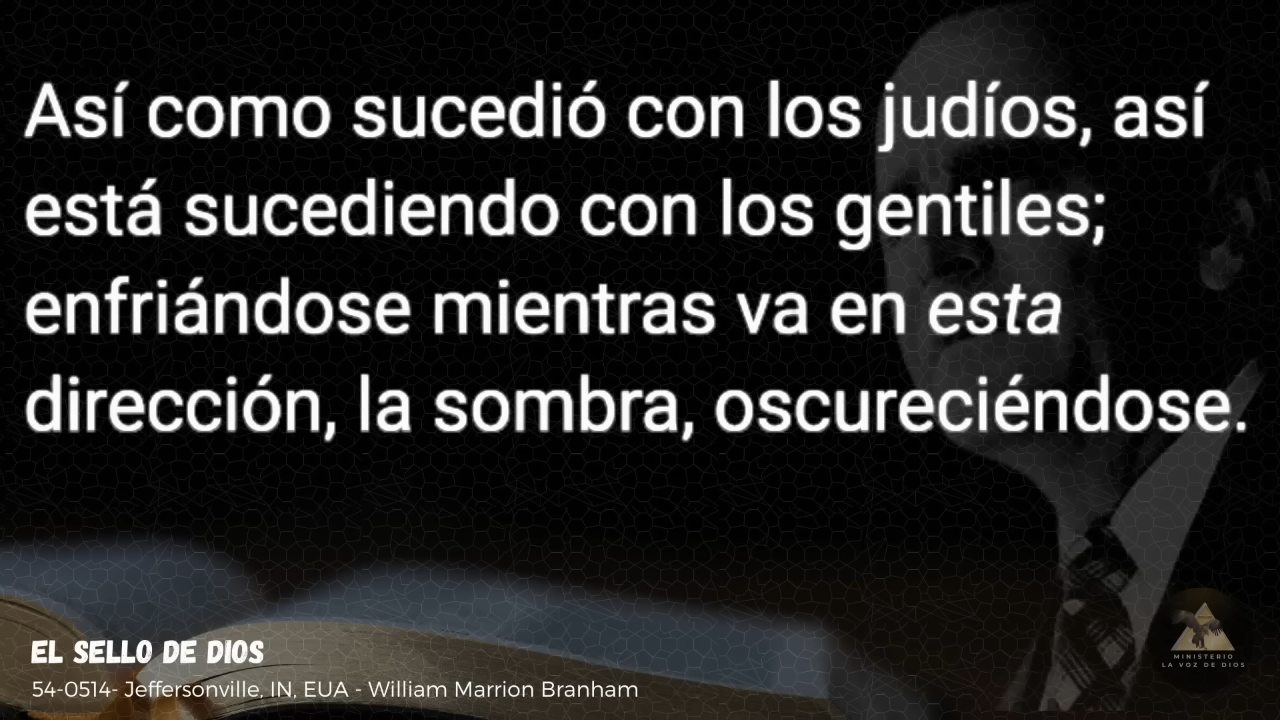 Así como sucedió con los judíos, así
está sucediendo con los gentiles;
enfriándose mientras va en esta
dirección, la sombra, oscureciéndose.
EL SELLO DE DIOS
54-0514- Jeffersonville, IN, EUA - William Marrion Branham
MINISTERIO
LA VOZ DE DIOS